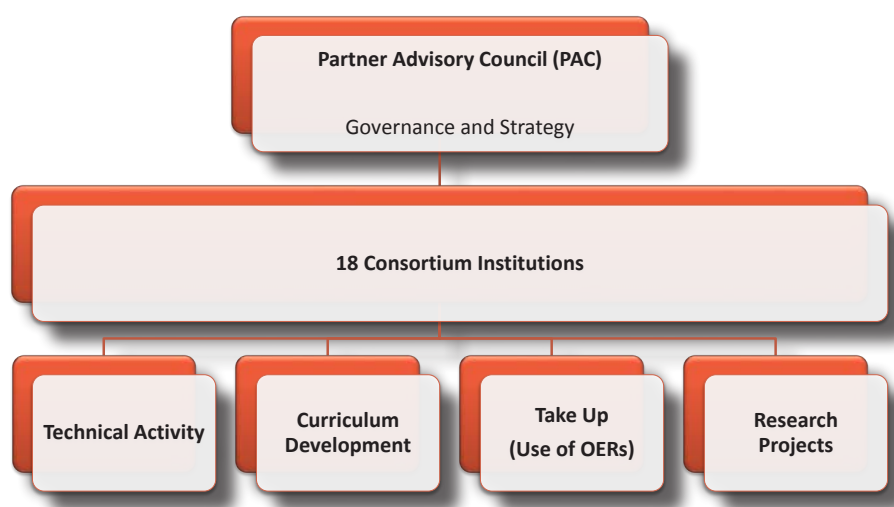 Partner Advisory Council (PAC)
Governance and Strategy
18 Consortium Institutions
Technical Activity
Curriculum
Development
Take Up
(Use of OERs)
Research
Projects